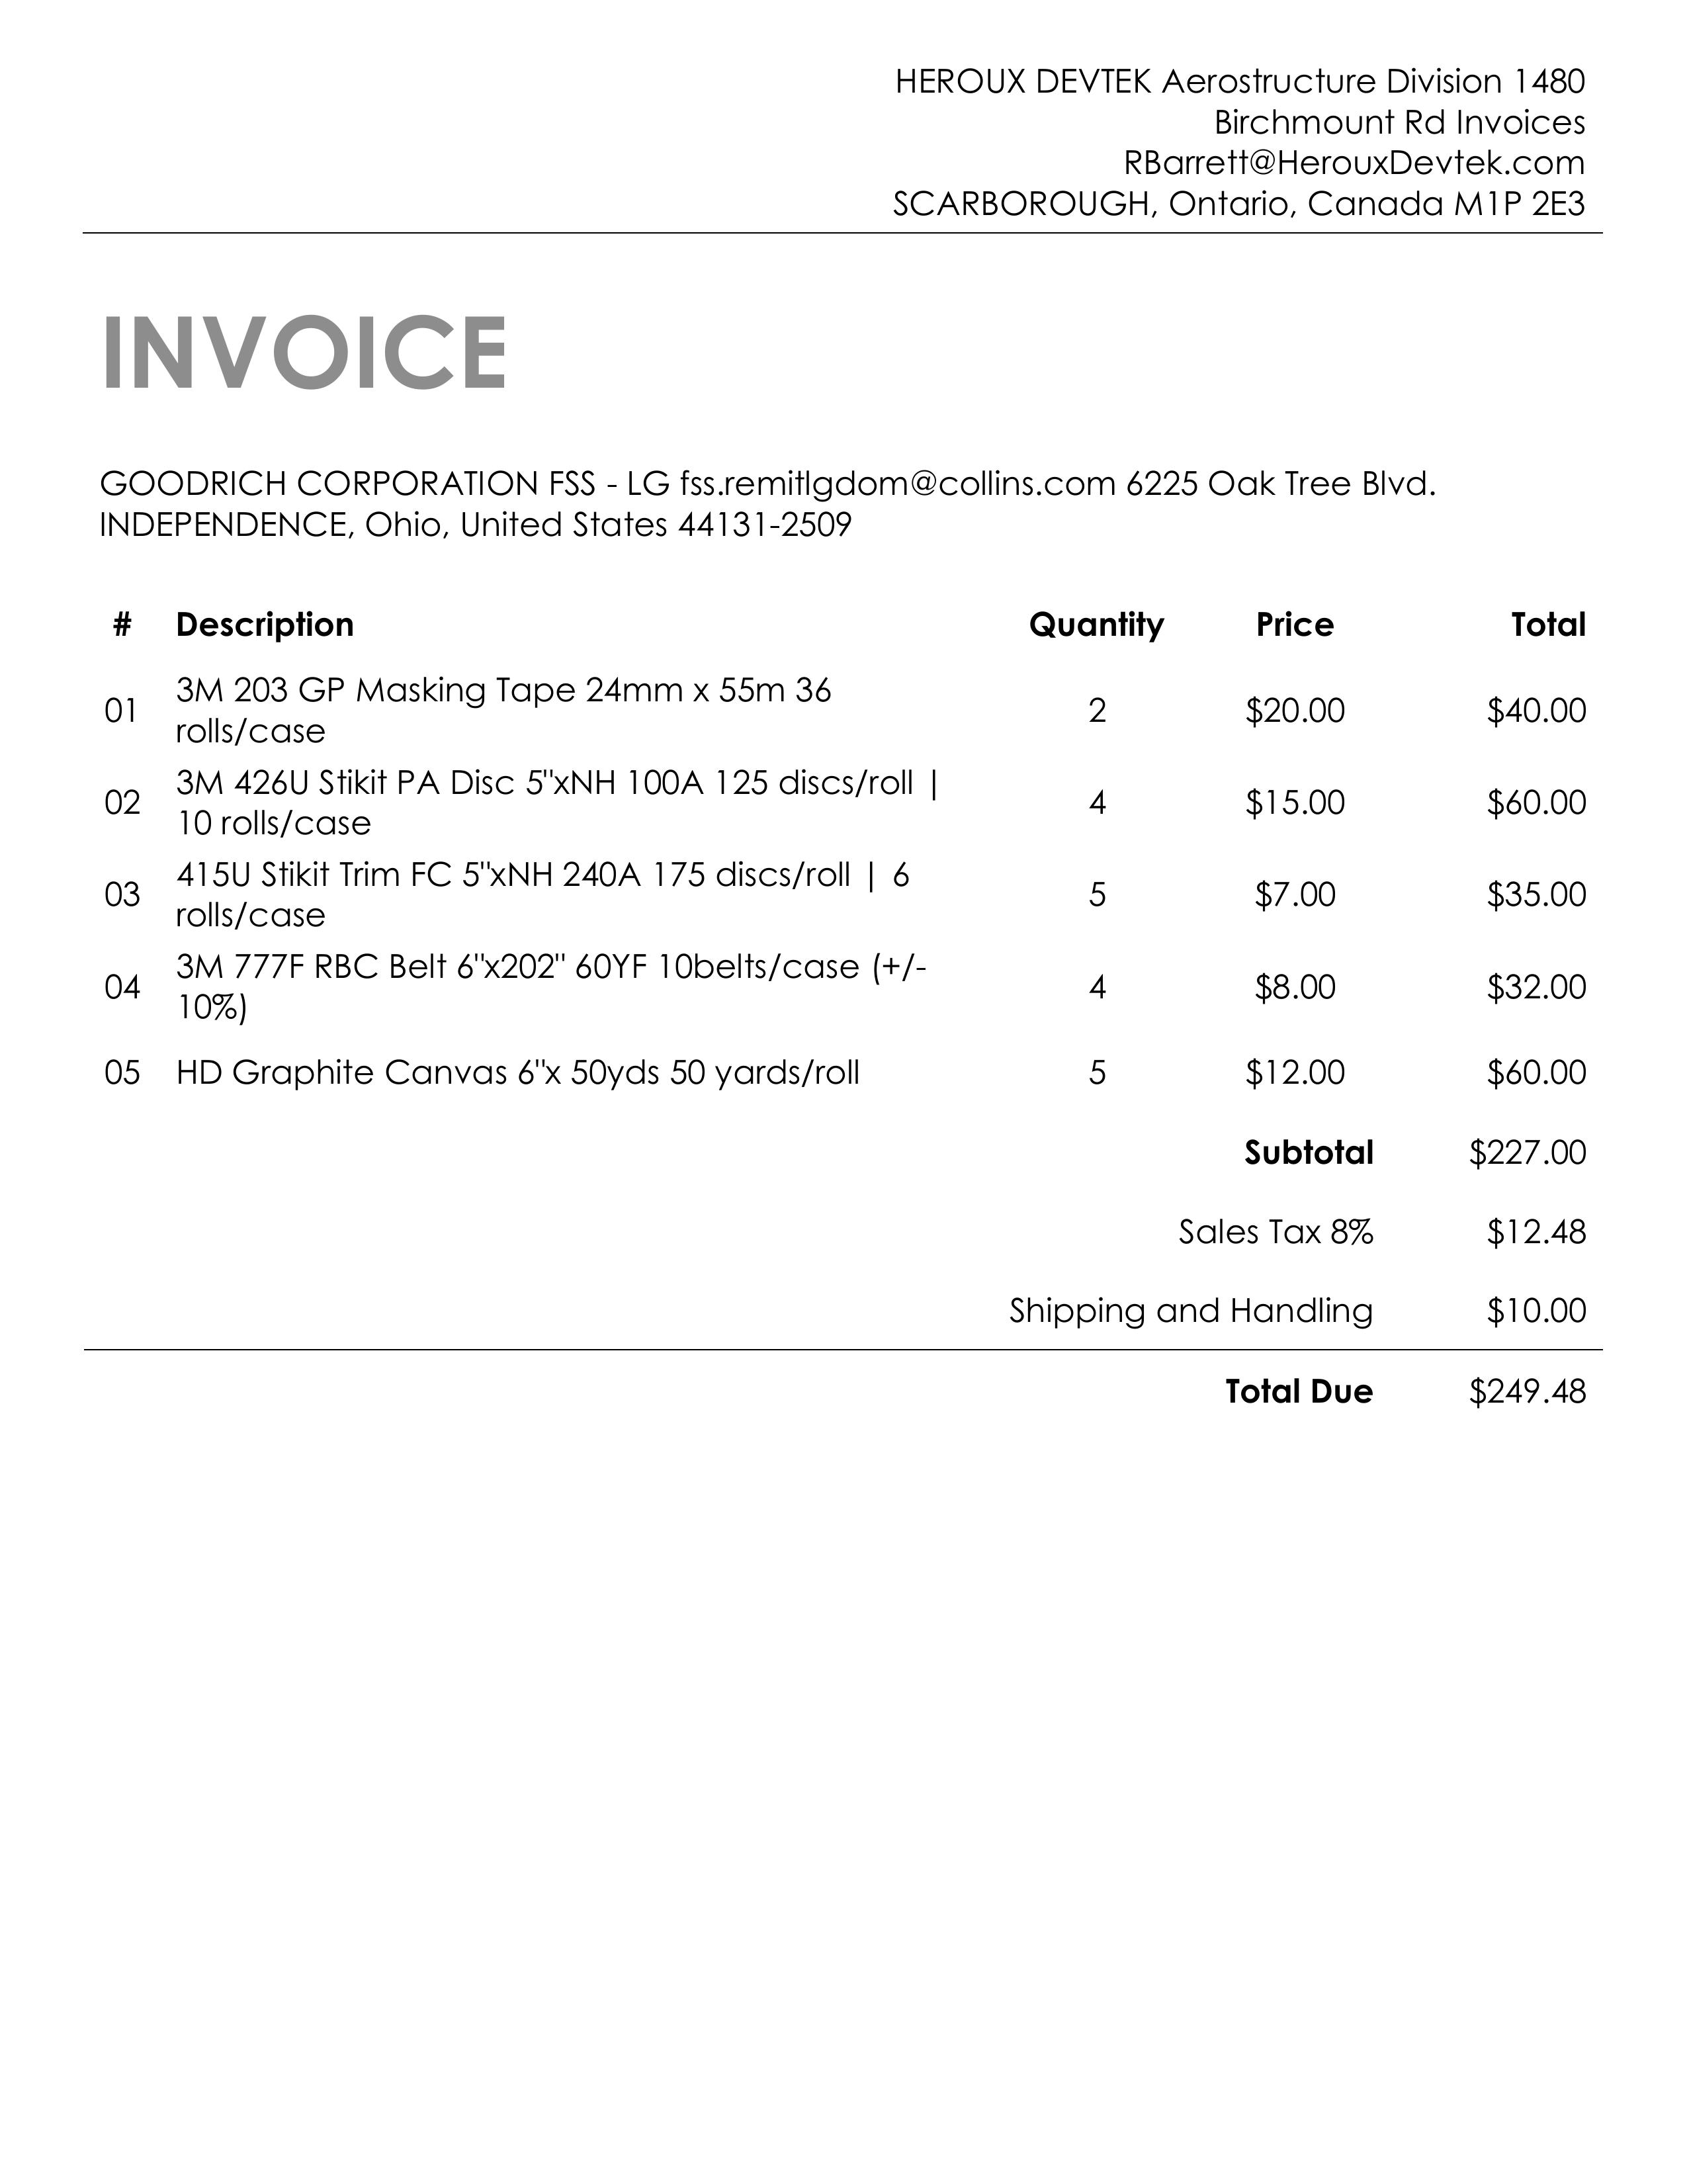 HEROUX DEVTEK Aerostructure Division 1480
Birchmount Rd Invoices
RBarrett@HerouxDevtek.com
SCARBOROUGH, Ontario, Canada M1P 2E3
INVOICE
GOODRICH CORPORATION FSS - LG fss.remitlgdom@collins.com 6225 Oak Tree Blvd.
INDEPENDENCE, Ohio, United States 44131-2509
# Description Quantity Price Total
01 3M 203 GP Masking Tape 24mm x 55m 36
rolls/case 2 $20.00 $40.00
02 3M 426U Stikit PA Disc 5"xNH 100A 125 discs/roll |
10 rolls/case 4 $15.00 $60.00
03 415U Stikit Trim FC 5"xNH 240A 175 discs/roll | 6
rolls/case 5 $7.00 $35.00
04 3M 777F RBC Belt 6"x202" 60YF 10belts/case (+/-
10%) 4 $8.00 $32.00
05 HD Graphite Canvas 6"x 50yds 50 yards/roll 5 $12.00 $60.00
Subtotal $227.00
Sales Tax 8% $12.48
Shipping and Handling $10.00
Total Due $249.48